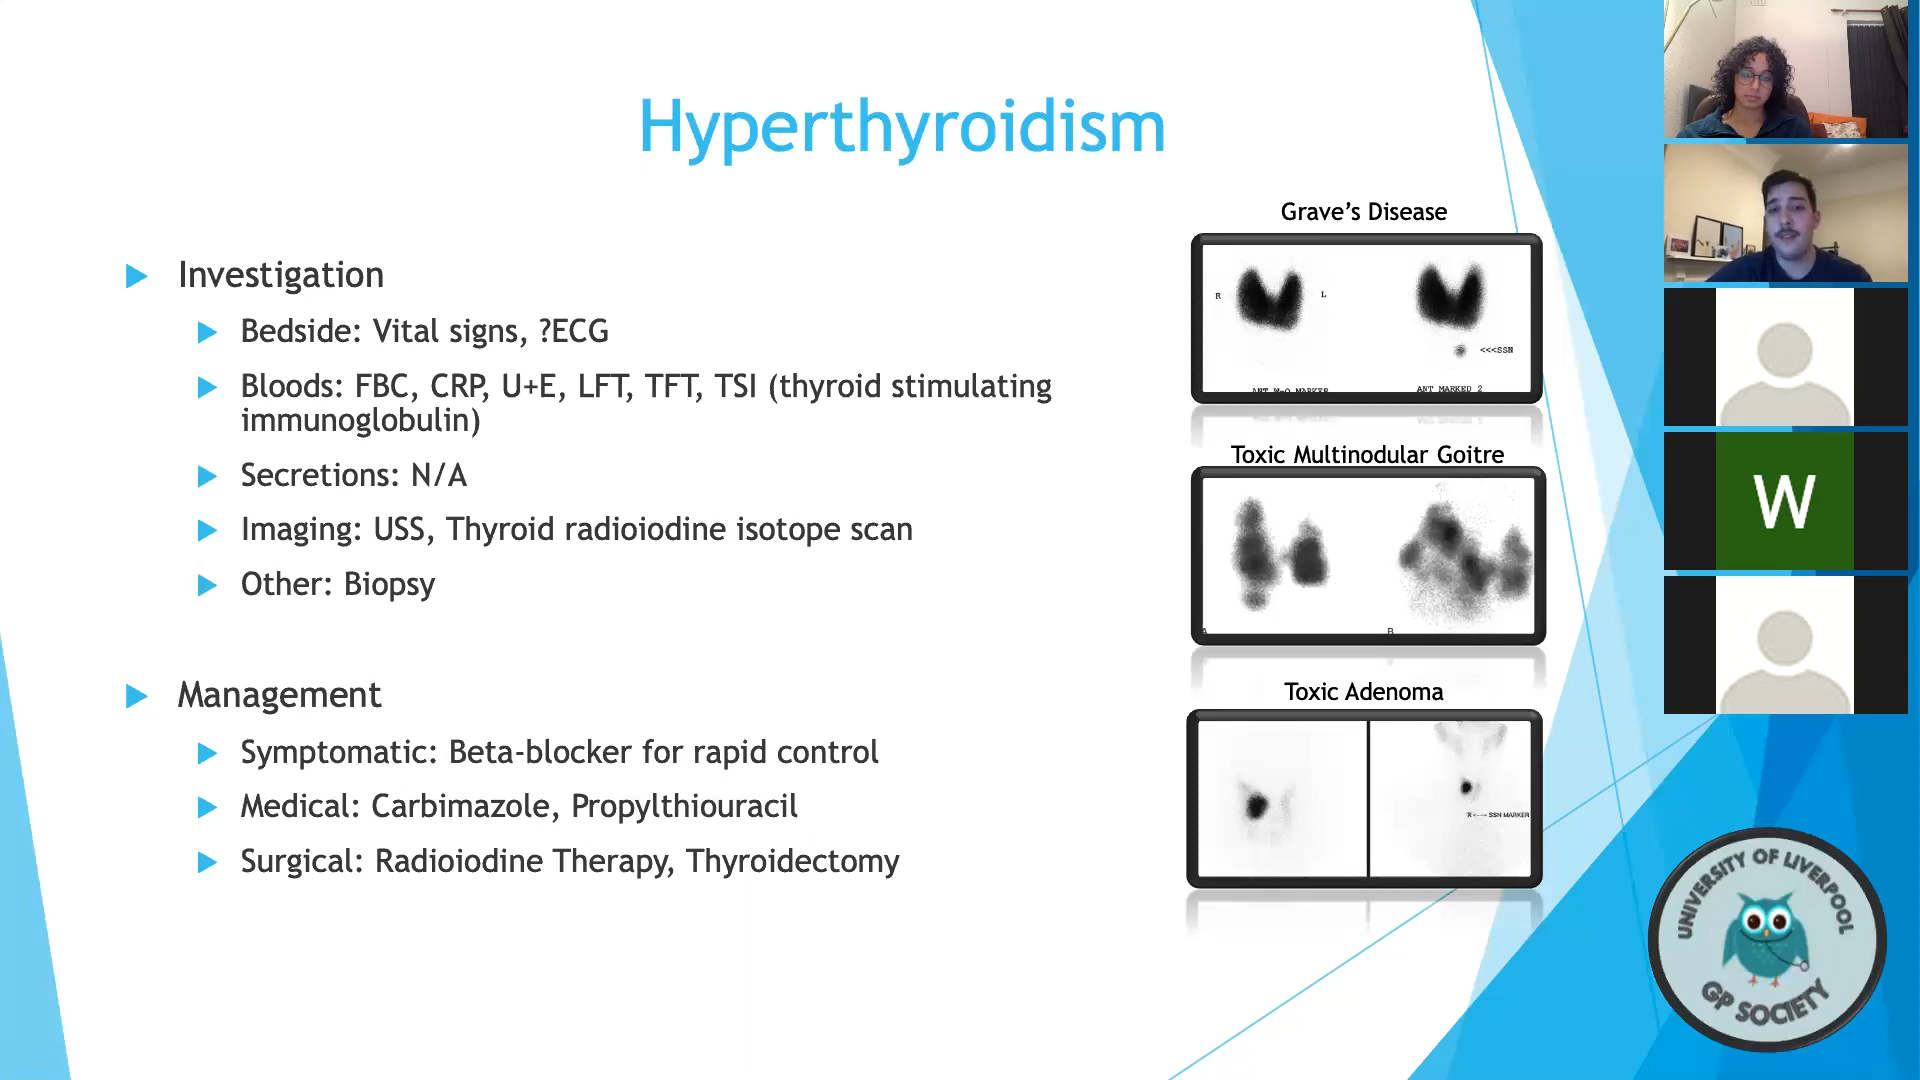 Hyperthyroidism
Investigation
Bedside: Vital signs, ?ECG
Bloods: FBC, CRP, U+E, LFT, TFT, TSI (thyroid stimulating
immunoglobulin)
Secretions: N/A
Imaging: USS, Thyroid radioiodine isotope scan
Other: Biopsy
Management
Symptomatic: Beta-blocker for rapid control
Medical: Carbimazole, Propylthiouracil
Surgical: Radioiodine Therapy, Thyroidectomy
Grave's Disease
R
L
<<<SSN
ANT W-O MARKER
ANT MARKED 2
Toxic Multinodular Goitre
A
B
Toxic Adenoma
X <--- SSN MARKER
W
UNIVERSITY OF LIVERPOOL
GP SOCIETY